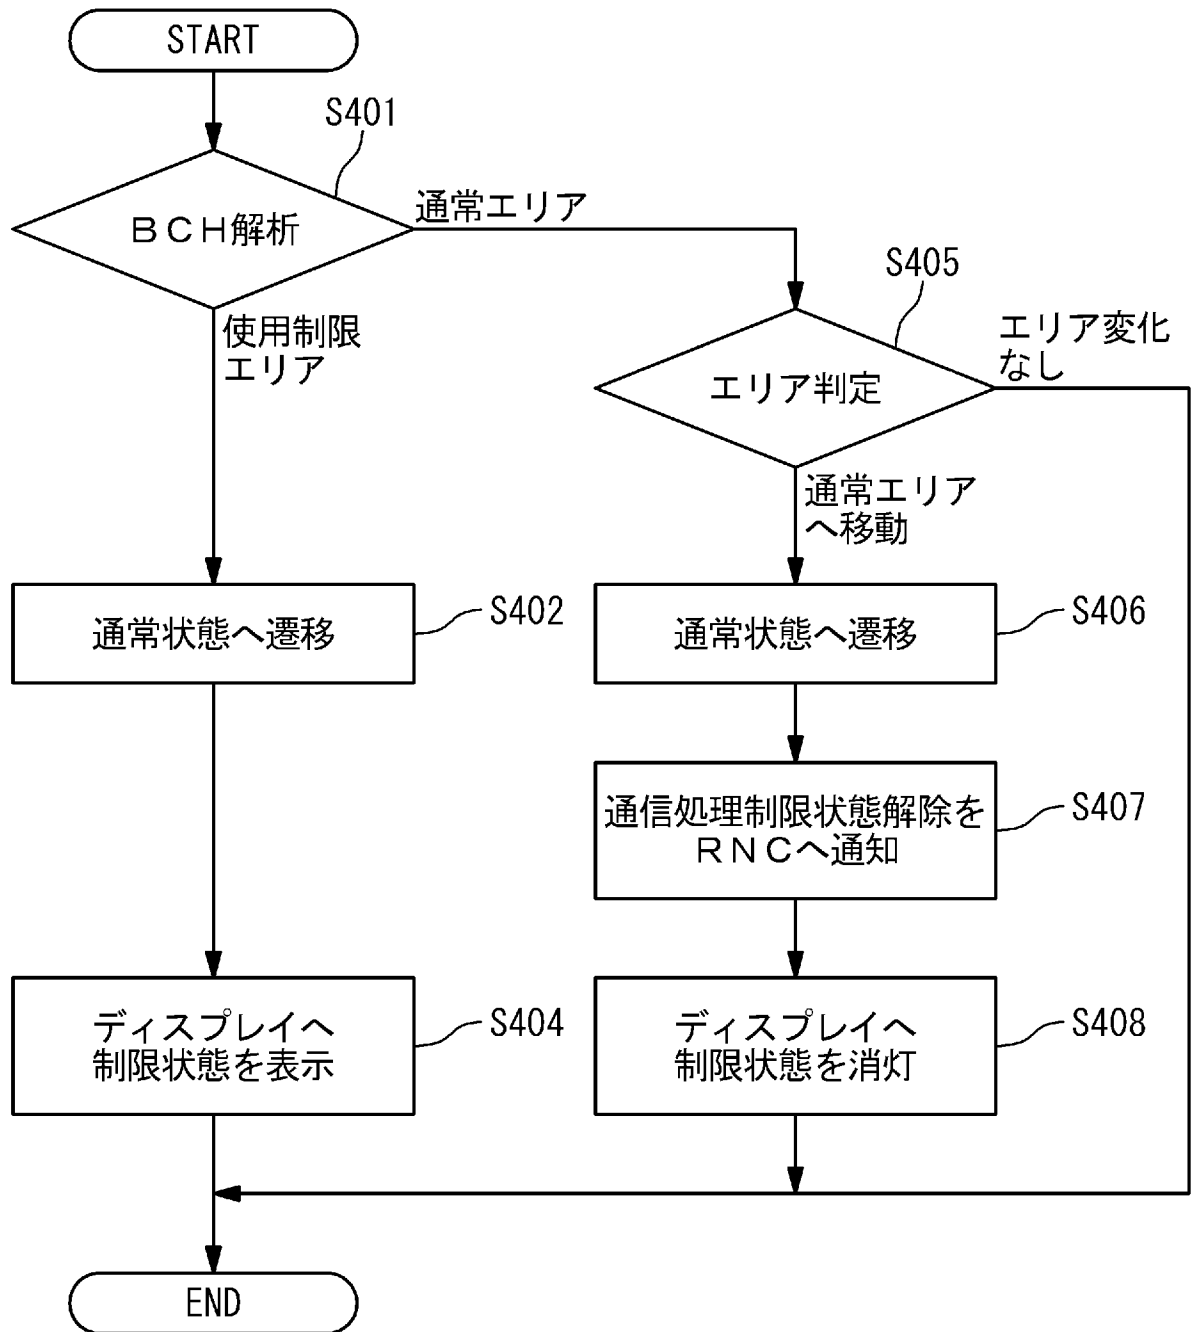 START
S401
ＢＣＨ解析
通常エリア
使用制限
エリア
S405
エリア判定
エリア変化
なし
通常エリア
へ移動
通常状態へ遷移
S402
通常状態へ遷移
S406
通信処理制限状態解除を
ＲＮＣへ通知
S407
ディスプレイへ
制限状態を表示
S404
ディスプレイへ
制限状態を消灯
S408
END